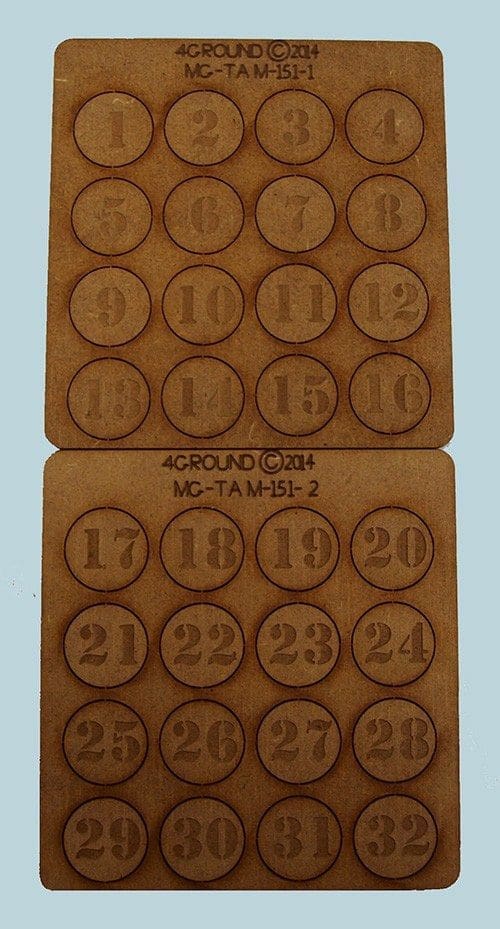 4GROUND ©2014
MG-TAM-151-1
1 2 3 4
5 6 7 8
9 10 11 12
13 14 15 16
4GROUND ©2014
MG-TAM-151-2
17 18 19 20
21 22 23 24
25 26 27 28
29 30 31 32